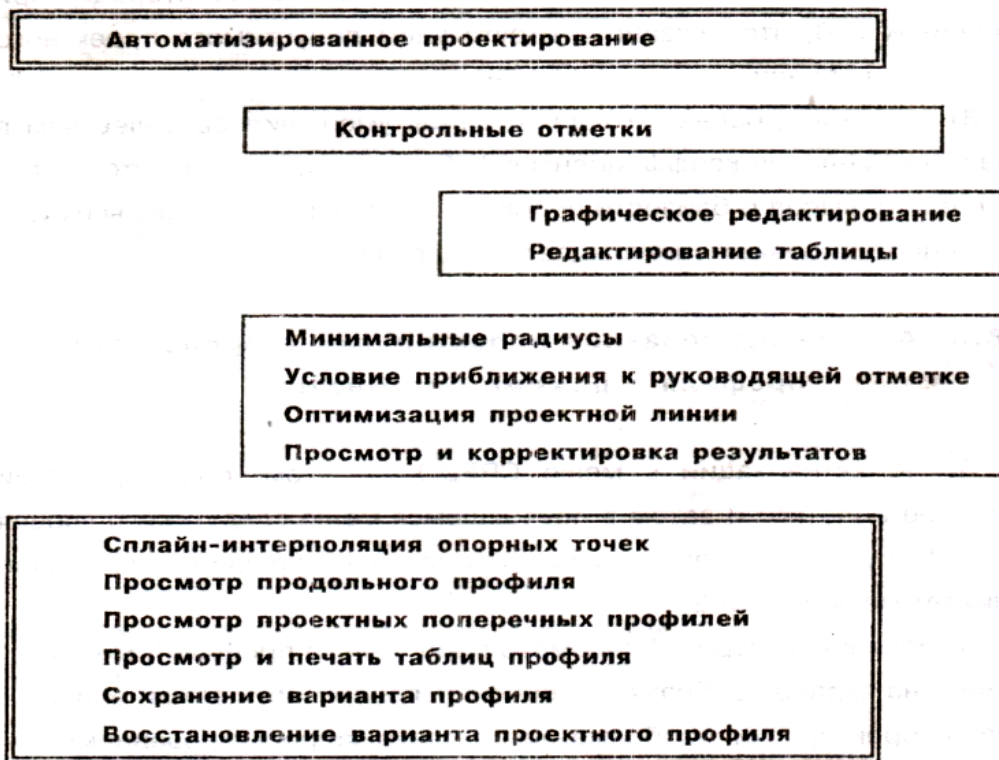 Автоматизированное проектирование
Контрольные отметки
Графическое редактирование
Редактирование таблицы
Минимальные радиусы
Условие приближения к руководящей отметке
Оптимизация проектной линии
Просмотр и корректировка результатов
Сплайн-интерполяция опорных точек
Просмотр продольного профиля
Просмотр проектных поперечных профилей
Просмотр и печать таблиц профиля
Сохранение варианта профиля
Восстановление варианта проектного профиля